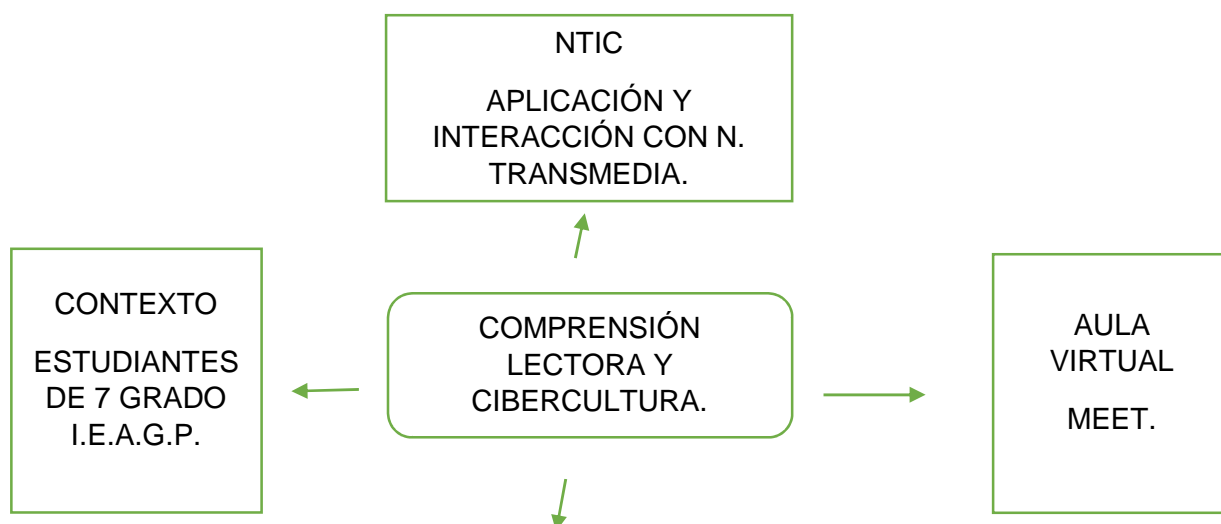 NTIC
APLICACIÓN Y
INTERACCIÓN CON N.
TRANSMEDIA.
CONTEXTO
ESTUDIANTES
DE 7 GRADO
I.E.A.G.P.
COMPRENSIÓN
LECTORA Y
CIBERCULTURA.
AULA
VIRTUAL
MEET.